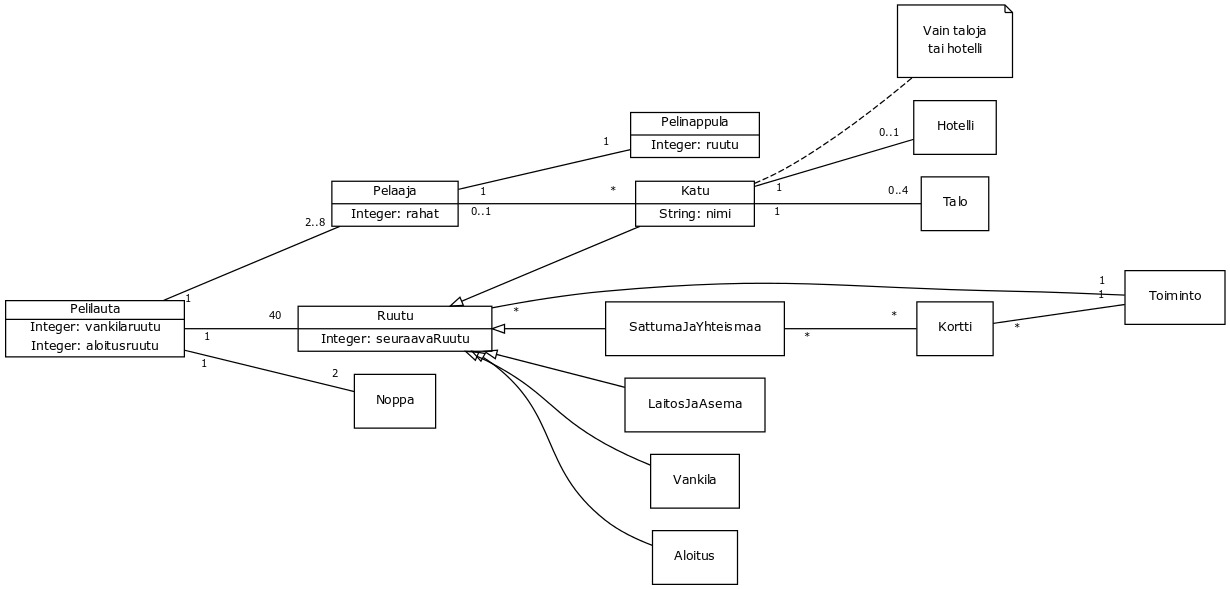 Vain taloja
tai hotelli
Hotelli
0..1
1
Pelinappula
Integer: ruutu
1
Pelaaja
Integer: rahat
1
*
0..1
Katu
String: nimi
1
0..4
Talo
2..8
1
Pelilauta
Integer: vankilaruutu
Integer: aloitusruutu
40
1
1
2
Ruutu
Integer: seuraavaRuutu
*
1
1
Toiminto
SattumaJaYhteismaa
*
*
Kortti
*
Noppa
LaitosJaAsema
Vankila
Aloitus